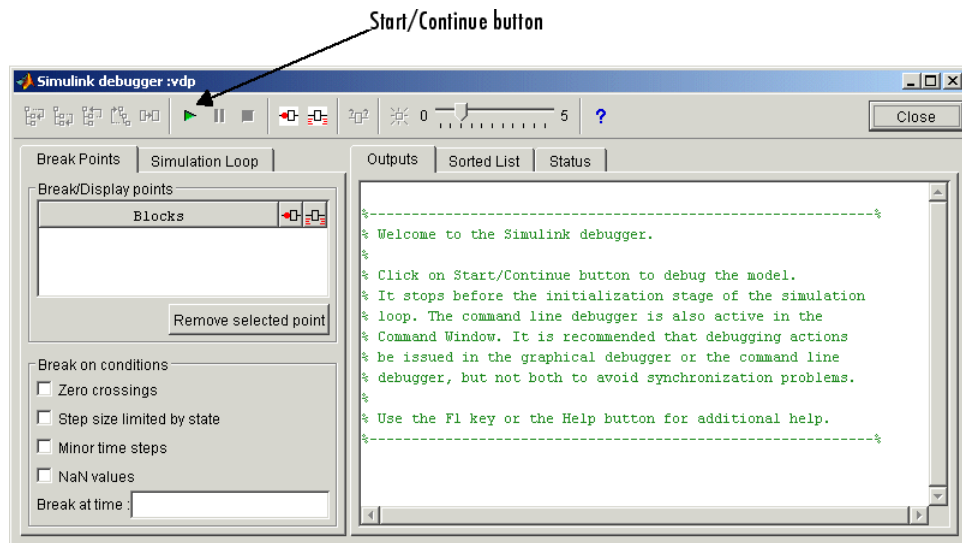 Start/Continue button
Simulink debugger :vdp
0 5 ? Close
Break Points Simulation Loop Outputs Sorted List Status
Break/Display points
Blocks
Remove selected point
Break on conditions
Zero crossings
Step size limited by state
Minor time steps
NaN values
Break at time :
%------------------------------------------------------------%
% Welcome to the Simulink debugger.
%
% Click on Start/Continue button to debug the model.
% It stops before the initialization stage of the simulation
% loop. The command line debugger is also active in the
% Command Window. It is recommended that debugging actions
% be issued in the graphical debugger or the command line
% debugger, but not both to avoid synchronization problems.
%
% Use the F1 key or the Help button for additional help.
%------------------------------------------------------------%